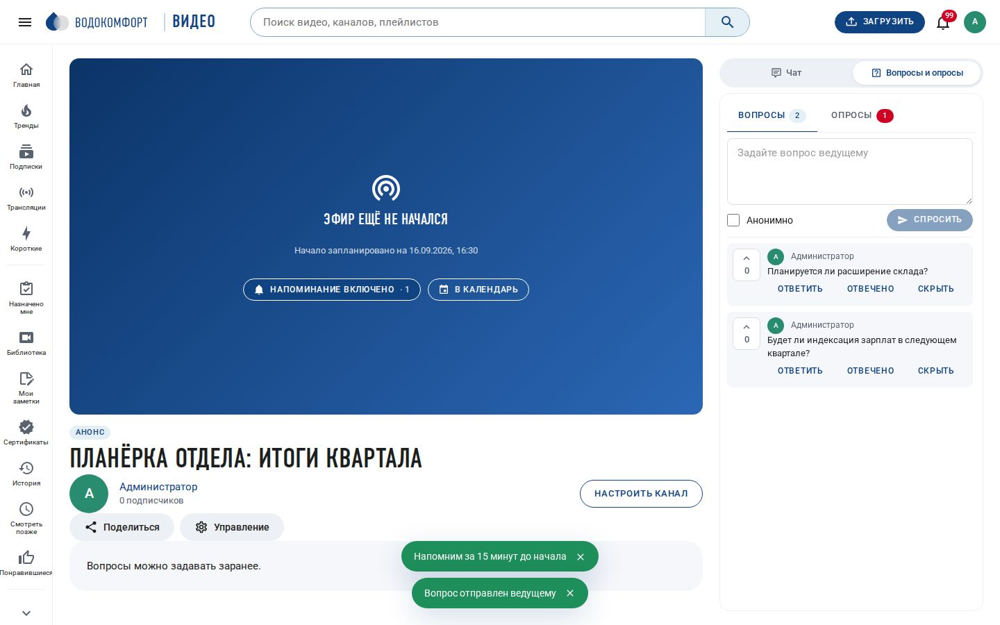 ВОДОКОМФОРТ
ВИДЕО
Поиск видео, каналов, плейлистов
ЗАГРУЗИТЬ
99
A
Главная
Тренды
Подписки
Трансляции
Короткие
Назначено
мне
Библиотека
Мои
заметки
Сертификаты
История
Смотреть
позже
Понравившиеся
ЭФИР ЕЩЁ НЕ НАЧАЛСЯ
Начало запланировано на 16.09.2026, 16:30
НАПОМИНАНИЕ ВКЛЮЧЕНО · 1
В КАЛЕНДАРЬ
АНОНС
ПЛАНЁРКА ОТДЕЛА: ИТОГИ КВАРТАЛА
A
Администратор
0 подписчиков
НАСТРОИТЬ КАНАЛ
Поделиться
Управление
Вопросы можно задавать заранее.
Напомним за 15 минут до начала
Вопрос отправлен ведущему
Чат
Вопросы и опросы
ВОПРОСЫ 2
ОПРОСЫ 1
Задайте вопрос ведущему
Анонимно
СПРОСИТЬ
0
A
Администратор
Планируется ли расширение склада?
ОТВЕТИТЬ
ОТВЕЧЕНО
СКРЫТЬ
0
A
Администратор
Будет ли индексация зарплат в следующем
квартале?
ОТВЕТИТЬ
ОТВЕЧЕНО
СКРЫТЬ